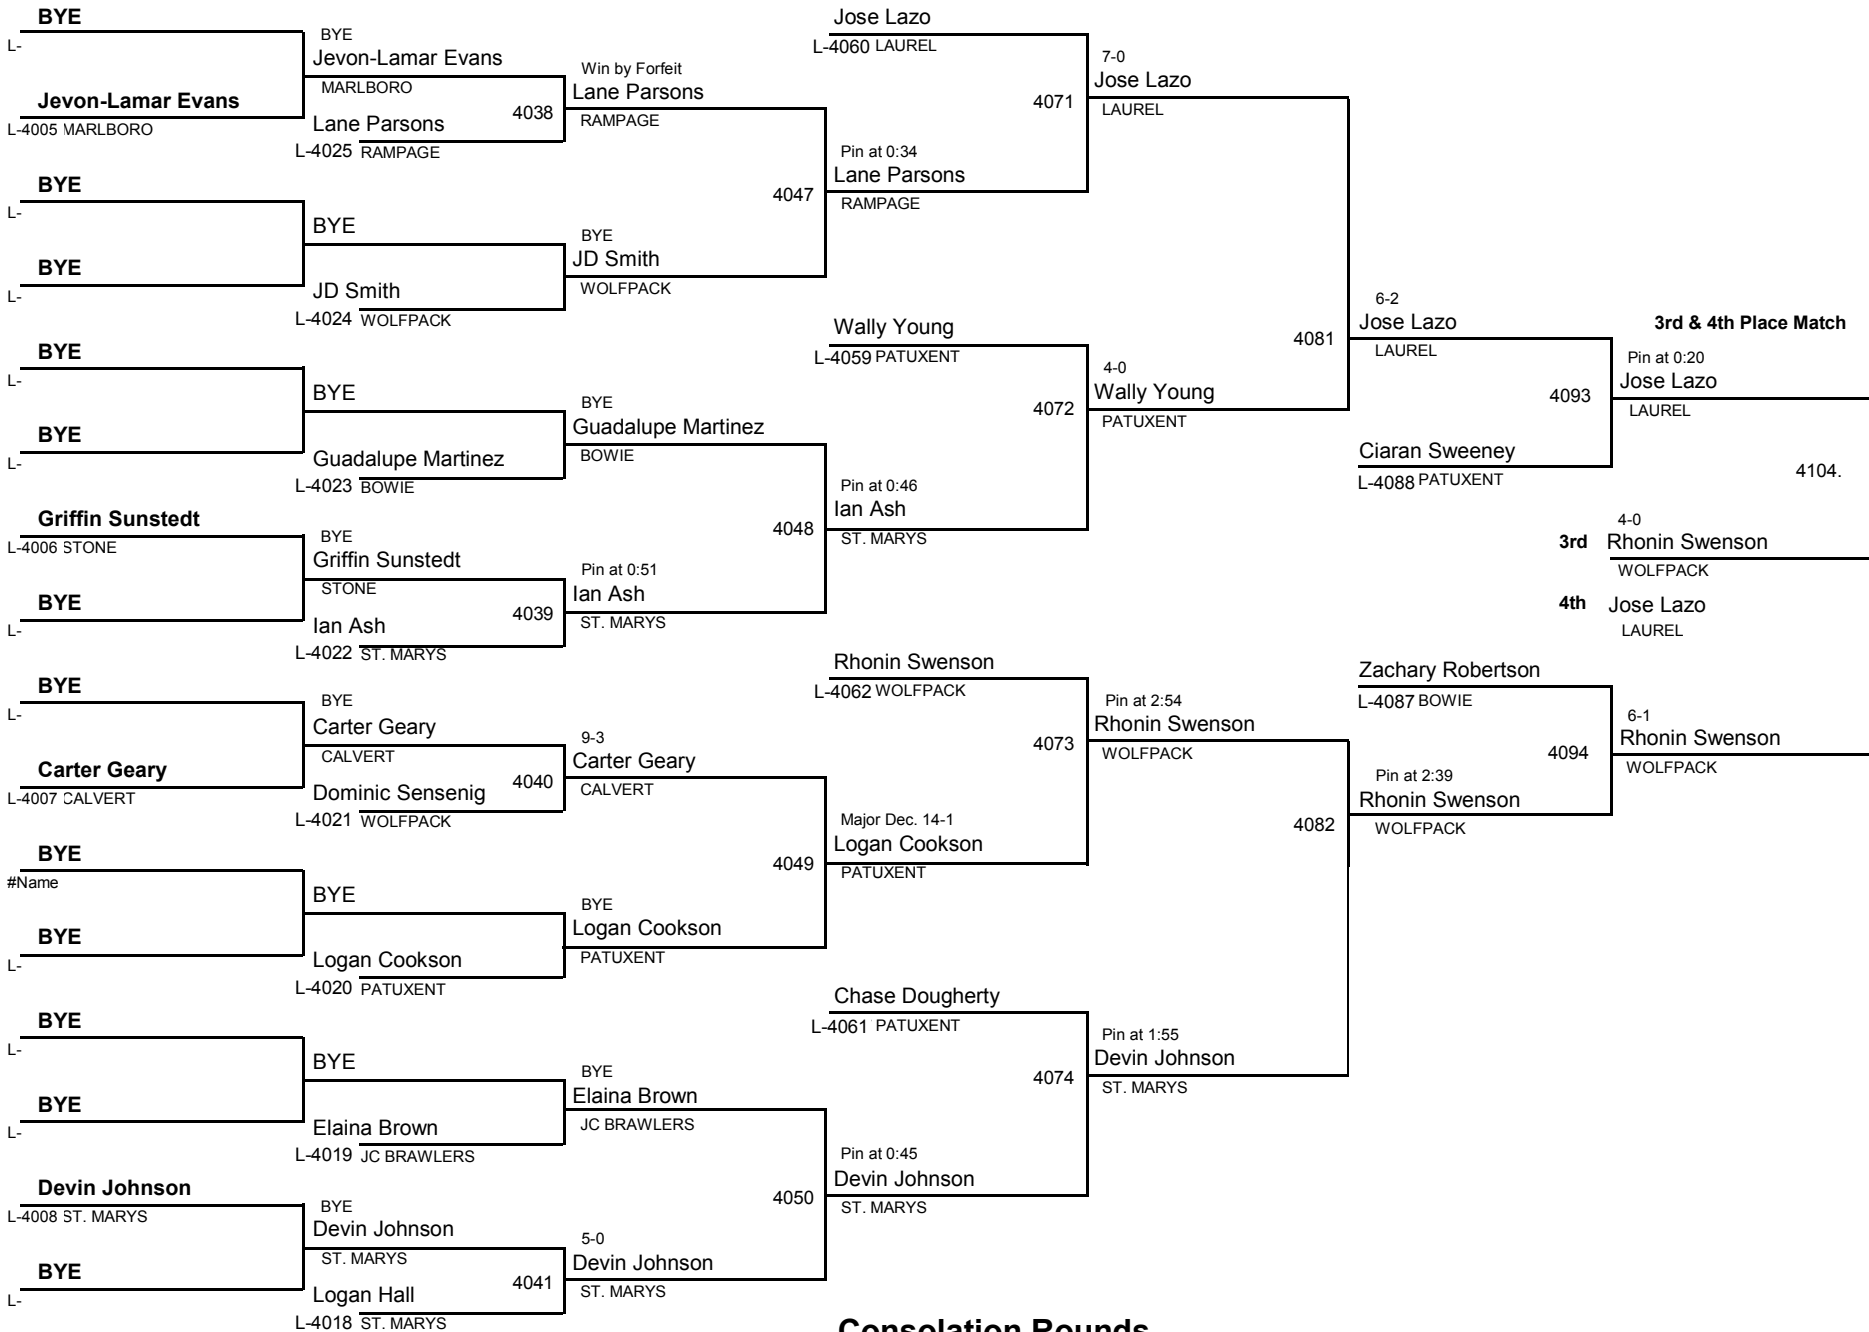 BYE
L-
Jevon-Lamar Evans
L-4005 MARLBORO
BYE
L-
BYE
L-
BYE
L-
BYE
L-
Griffin Sunstedt
L-4006 STONE
BYE
L-
BYE
L-
Carter Geary
L-4007 CALVERT
BYE
#Name
BYE
L-
BYE
L-
BYE
L-
Devin Johnson
L-4008 ST. MARYS
BYE
L-
BYE
Jevon-Lamar Evans
MARLBORO
4038
Lane Parsons
L-4025 RAMPAGE
BYE
JD Smith
L-4024 WOLFPACK
BYE
Guadalupe Martinez
L-4023 BOWIE
BYE
Griffin Sunstedt
STONE
4039
Ian Ash
L-4022 ST. MARYS
BYE
Carter Geary
CALVERT
4040
Dominic Sensenig
L-4021 WOLFPACK
BYE
Logan Cookson
L-4020 PATUXENT
BYE
Elaina Brown
L-4019 JC BRAWLERS
BYE
Devin Johnson
ST. MARYS
4041
Logan Hall
L-4018 ST. MARYS
Win by Forfeit
Lane Parsons
RAMPAGE
4047
BYE
JD Smith
WOLFPACK
BYE
Guadalupe Martinez
BOWIE
4048
Pin at 0:51
Ian Ash
ST. MARYS
9-3
Carter Geary
CALVERT
4049
BYE
Logan Cookson
PATUXENT
BYE
Elaina Brown
JC BRAWLERS
4050
5-0
Devin Johnson
ST. MARYS
Jose Lazo
L-4060 LAUREL
4071
Pin at 0:34
Lane Parsons
RAMPAGE
Wally Young
L-4059 PATUXENT
4072
Pin at 0:46
Ian Ash
ST. MARYS
Rhonin Swenson
L-4062 WOLFPACK
4073
Major Dec. 14-1
Logan Cookson
PATUXENT
Chase Dougherty
L-4061 PATUXENT
4074
Pin at 0:45
Devin Johnson
ST. MARYS
7-0
Jose Lazo
LAUREL
4081
4-0
Wally Young
PATUXENT
Pin at 2:54
Rhonin Swenson
WOLFPACK
4082
Pin at 1:55
Devin Johnson
ST. MARYS
6-2
Jose Lazo
LAUREL
4093
Ciaran Sweeney
L-4088 PATUXENT
Zachary Robertson
L-4087 BOWIE
4094
Pin at 2:39
Rhonin Swenson
WOLFPACK
3rd & 4th Place Match
Pin at 0:20
Jose Lazo
LAUREL
4104.
4-0
3rd Rhonin Swenson
WOLFPACK
4th Jose Lazo
LAUREL
6-1
Rhonin Swenson
WOLFPACK
Consolation Rounds